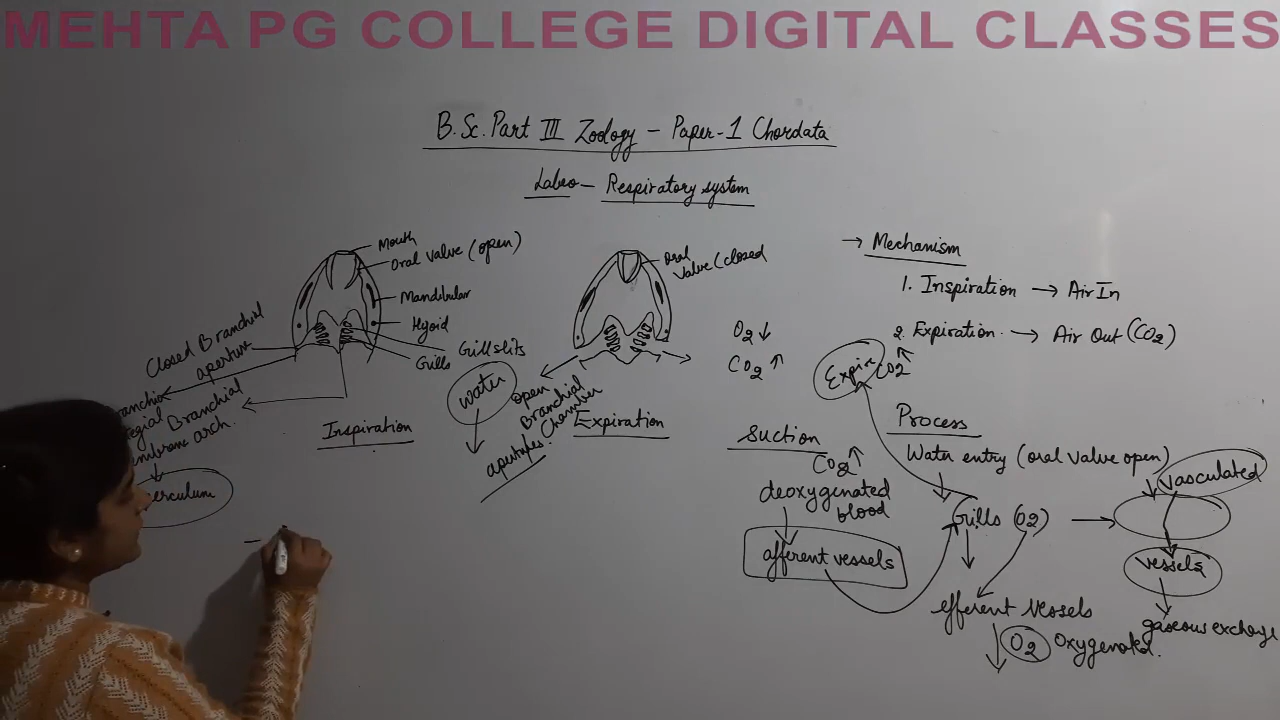 MEHTA PG COLLEGE DIGITAL CLASSES
B.Sc. Part III Zoology - Paper-1 Chordata
Labeo - Respiratory system
Mouth
Oral valve (open)
Mandibular
Hyoid
Gillslits
Gills
Closed Branchial
aperture
Branchial
arch.
Inspiration
Oral
valve (closed
O2 ↓
CO2 ↑
water
open
Branchial
Chamber
apertures.
Expiration
→ Mechanism
1. Inspiration → Air In
2. Expiration. → Air Out (CO2)
Expir CO2
Process
Water entry (oral valve open)
Grills (O2) →
vasculated
vessels
gaseous exchange
efferent vessels
O2 Oxygenated.
Suction
CO2 ↑
deoxygenated
blood
afferent vessels